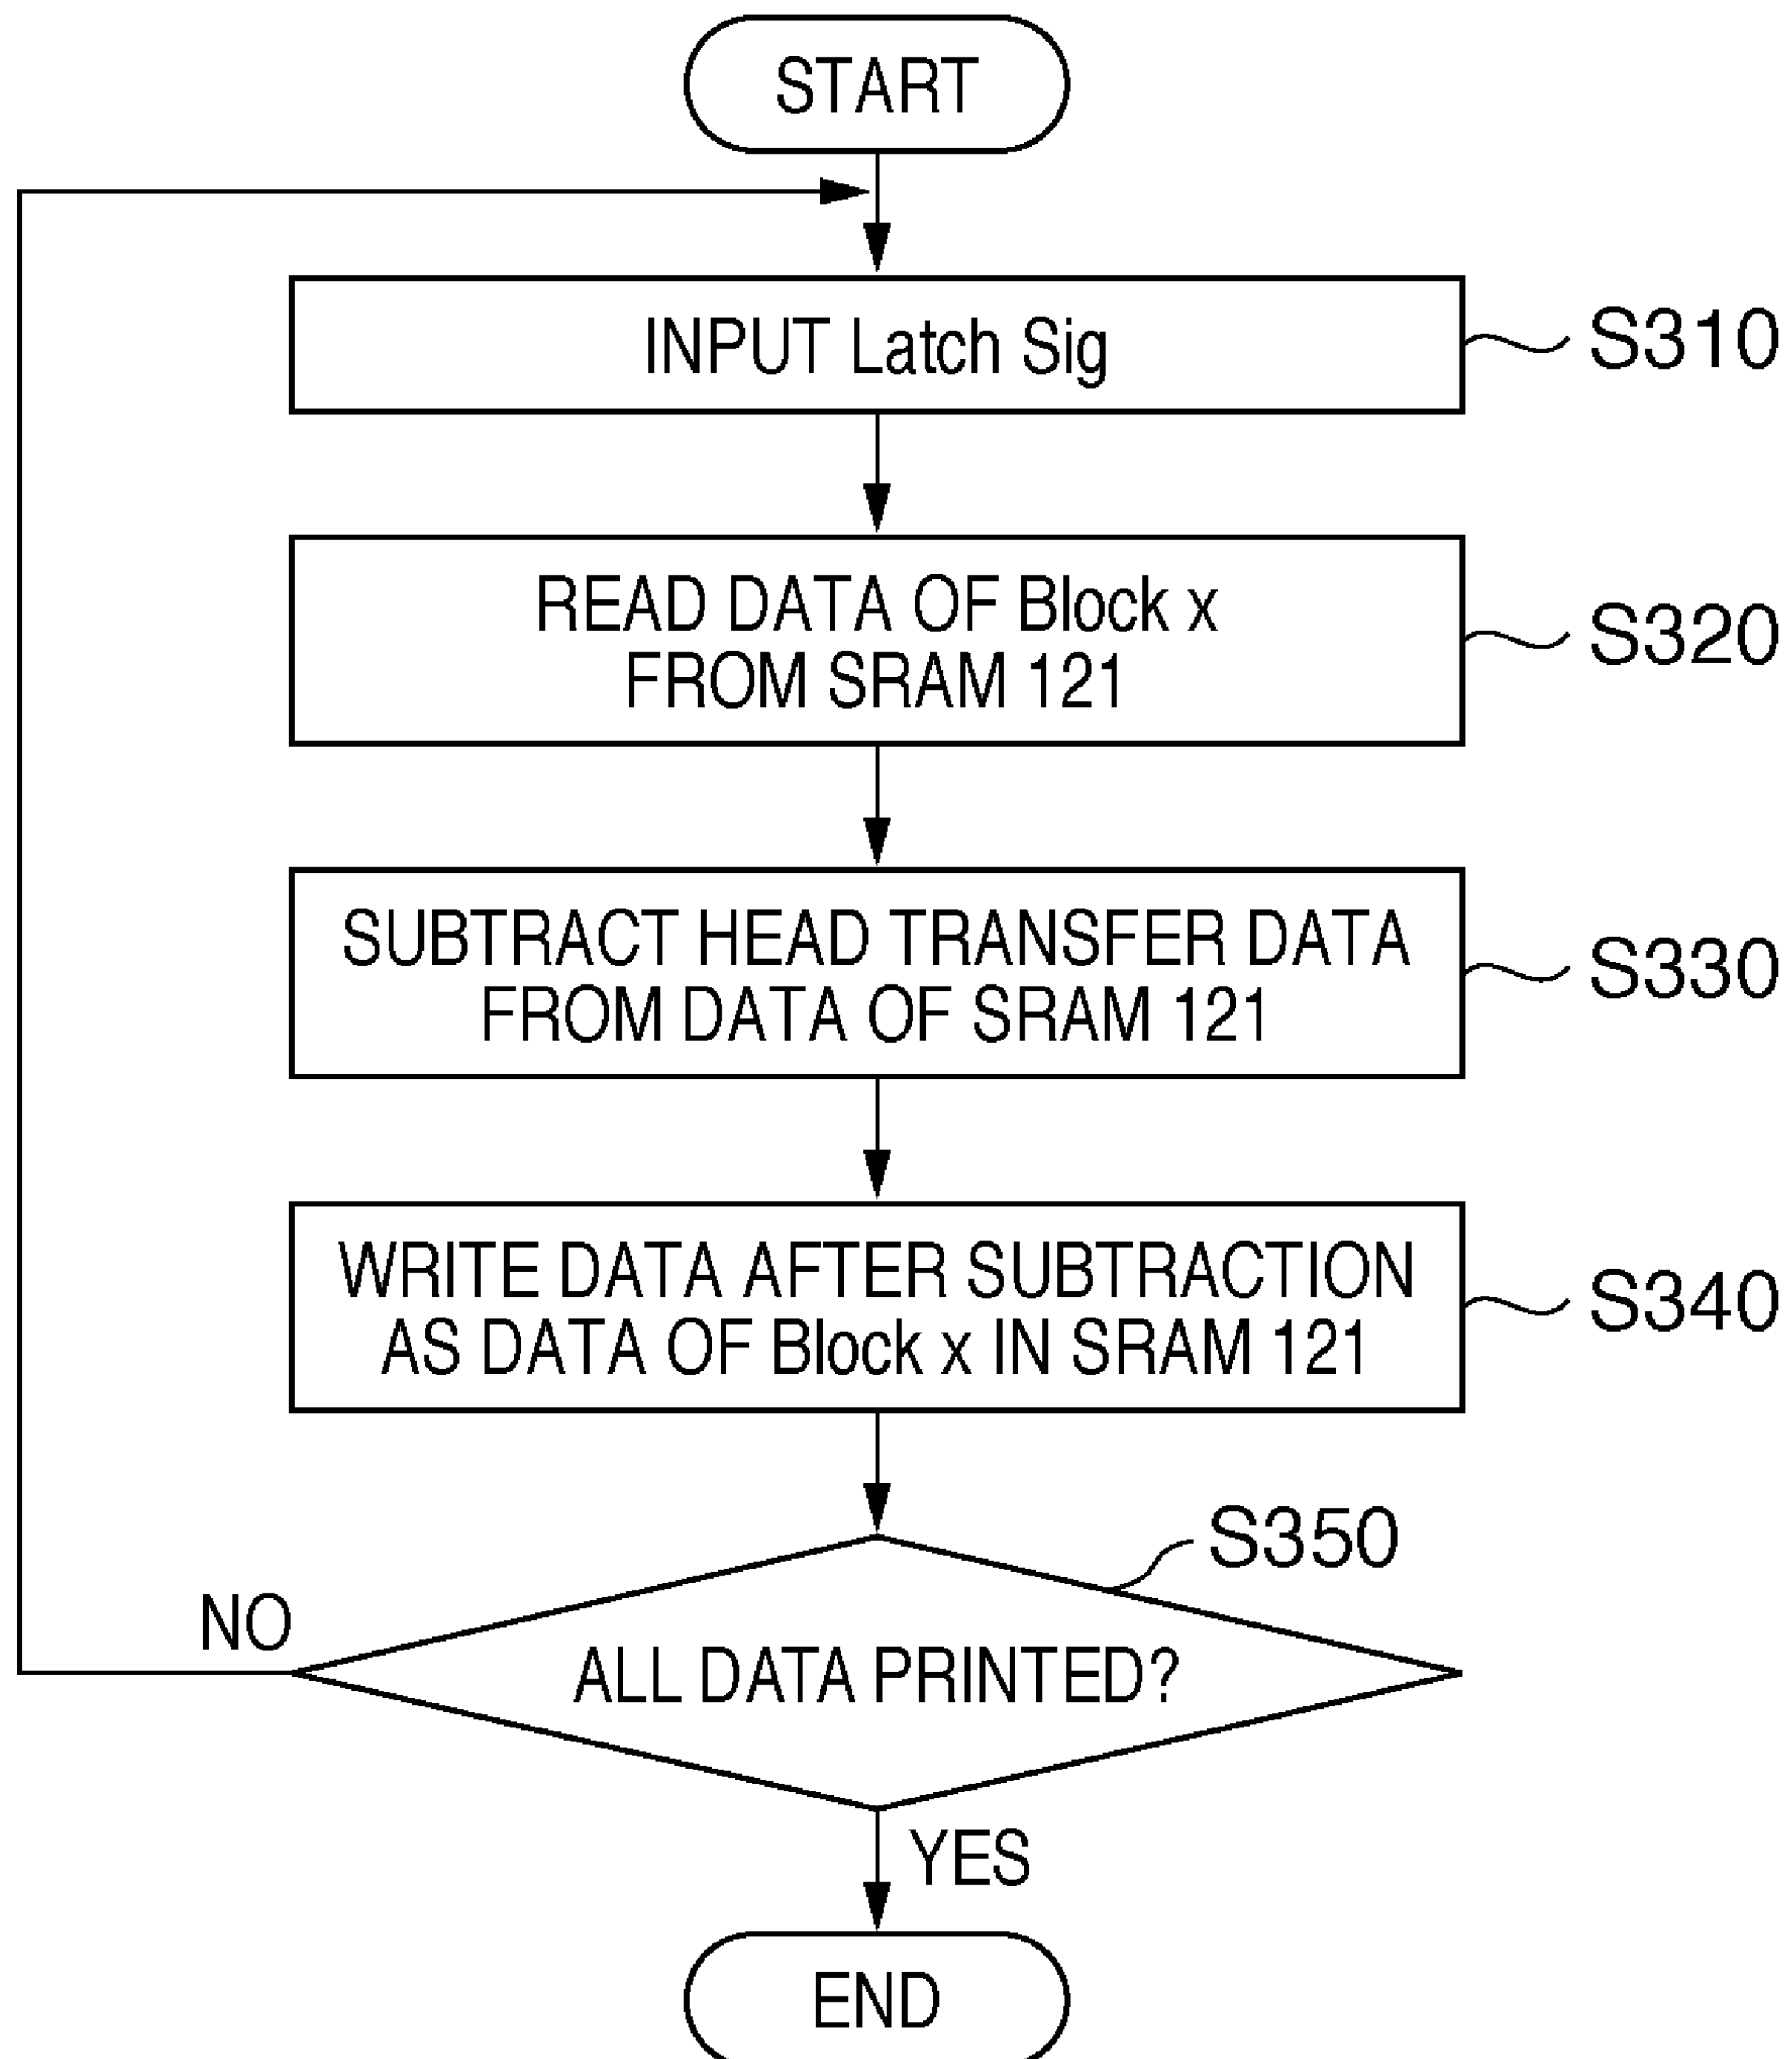 START
INPUT Latch Sig
S310
READ DATA OF Block x
FROM SRAM 121
S320
SUBTRACT HEAD TRANSFER DATA
FROM DATA OF SRAM 121
S330
WRITE DATA AFTER SUBTRACTION
AS DATA OF Block x IN SRAM 121
S340
S350
NO
ALL DATA PRINTED?
YES
END